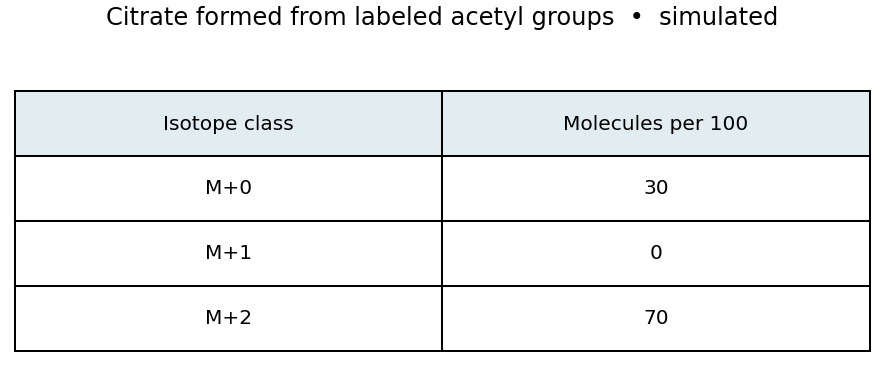 Citrate formed from labeled acetyl groups • simulated
Isotope class Molecules per 100
M+0 30
M+1 0
M+2 70